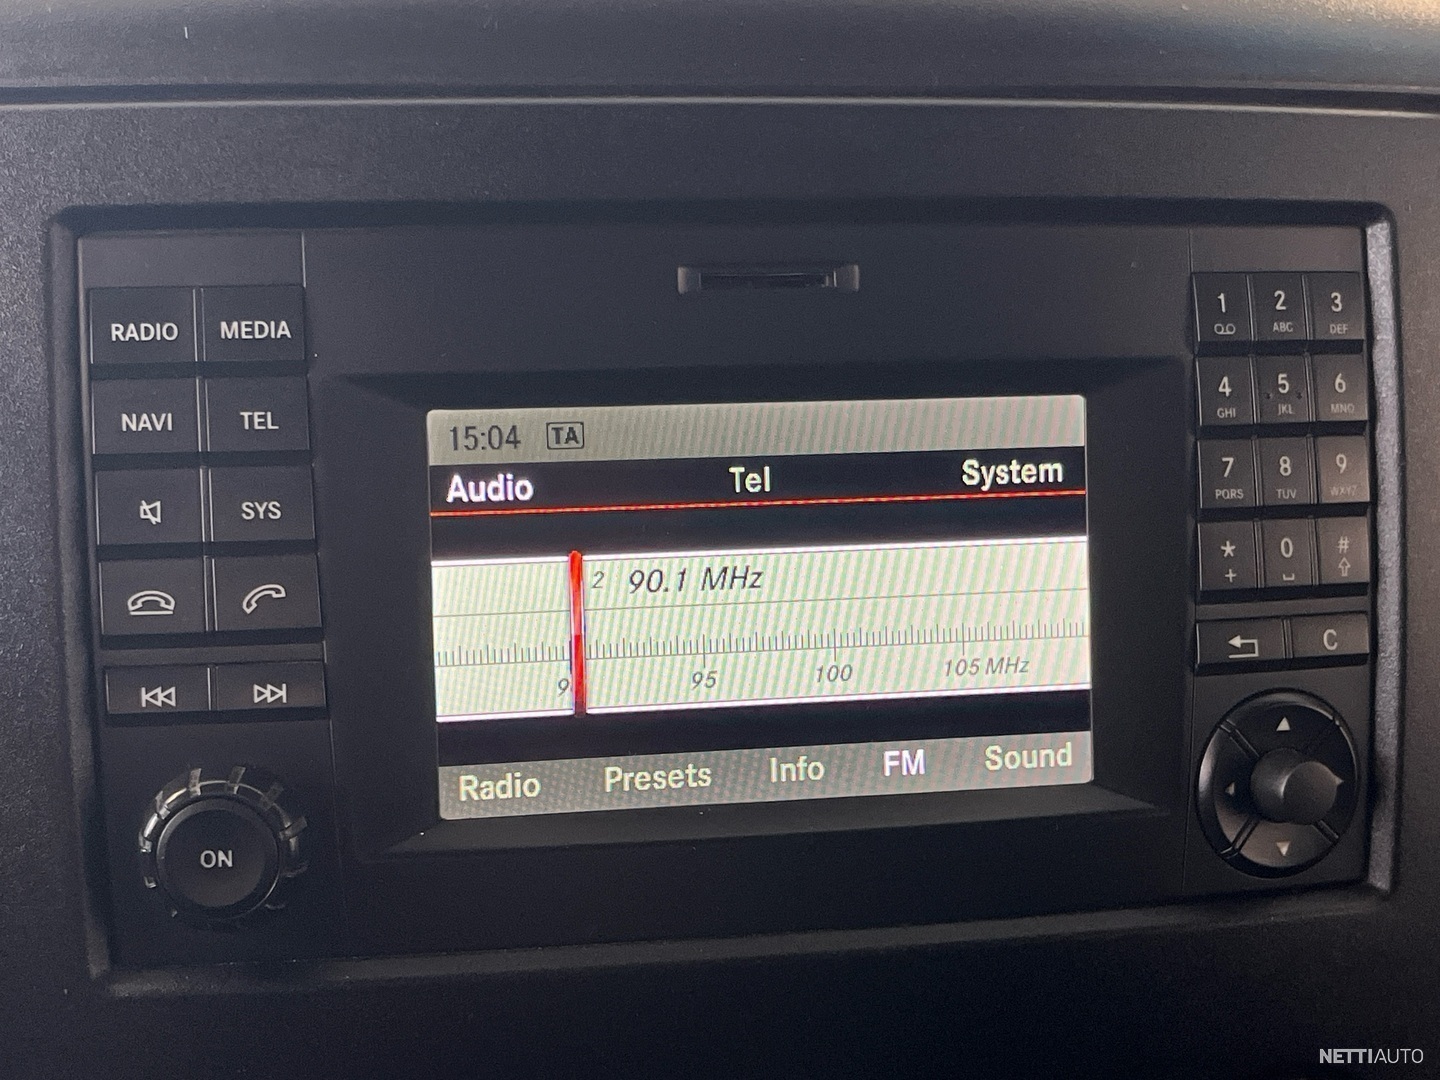 RADIO MEDIA
NAVI TEL
SYS
ON
15:04 TA
Audio Tel System
2 90.1 MHz
95 100 105 MHz
Radio Presets Info FM Sound
1 2 3
ABC DEF
4 5 6
GHI JKL MNO
7 8 9
PQRS TUV WXYZ
* 0 #
+
C
NETTIAUTO